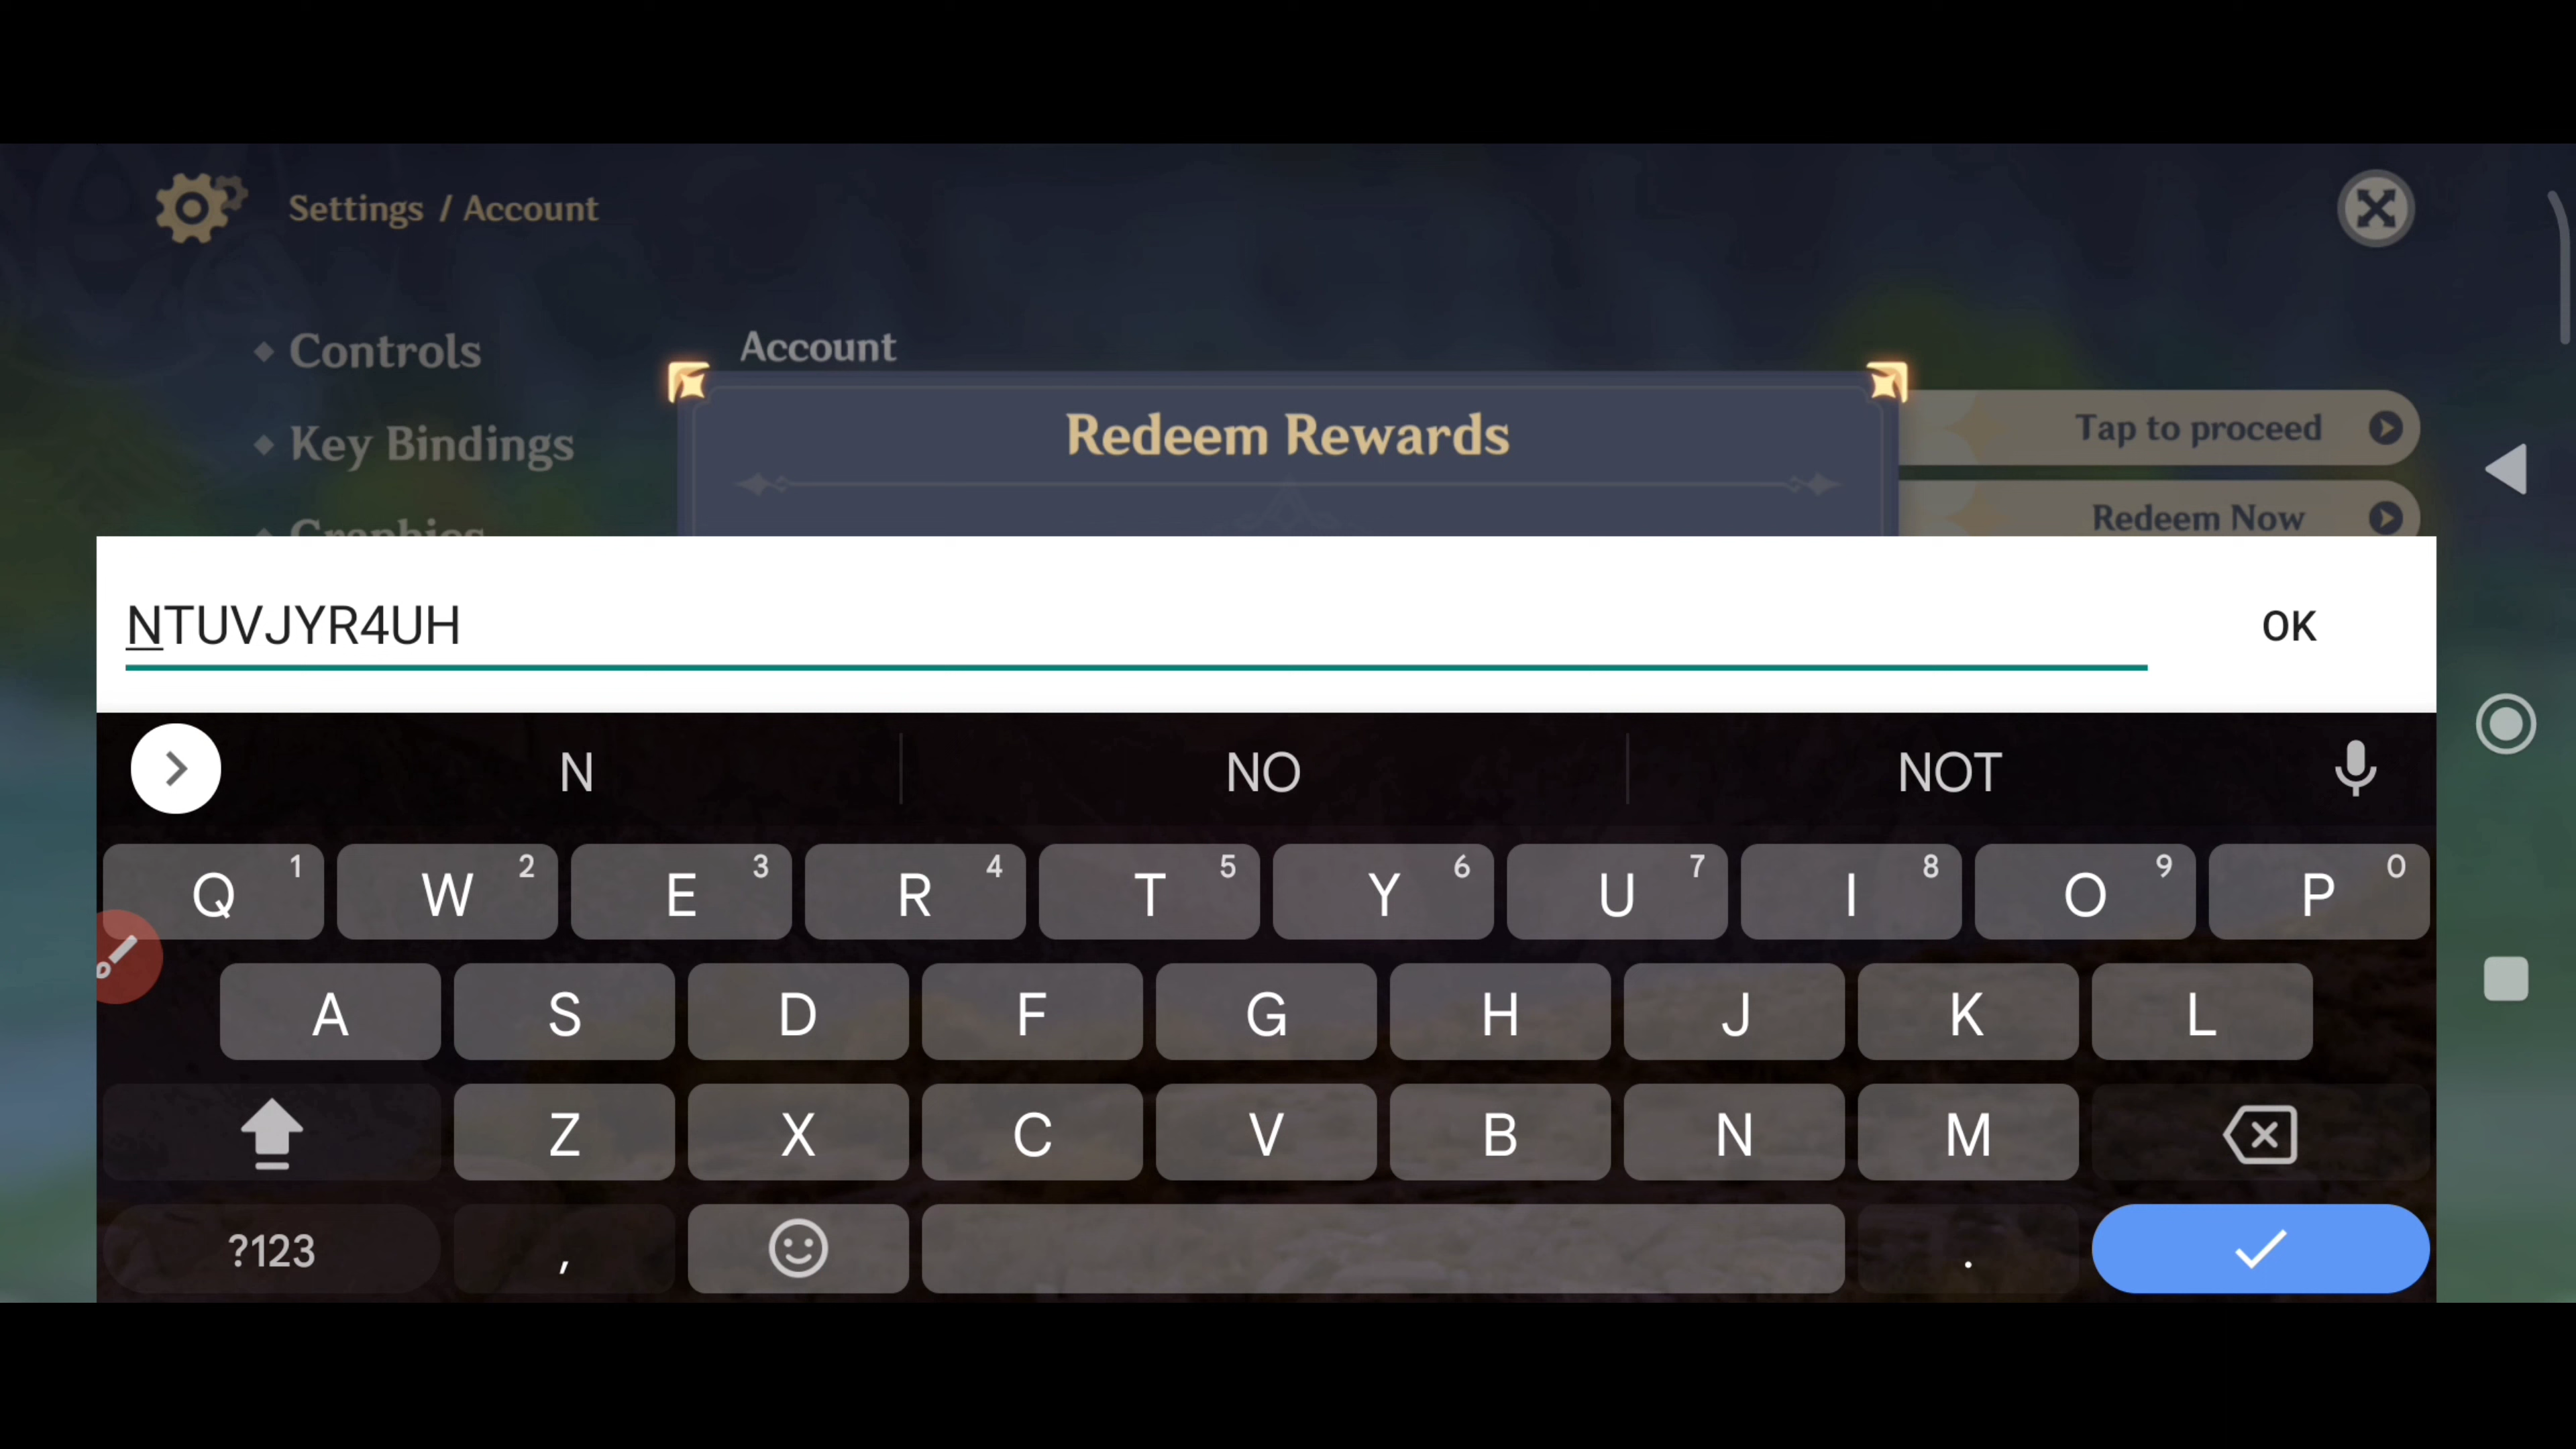 Settings / Account
Controls
Account
Key Bindings
Redeem Rewards
Tap to proceed
Graphics
Redeem Now
NTUVJYR4UH
OK
N NO NOT
Q 1 W 2 E 3 R 4 T 5 Y 6 U 7 I 8 O 9 P 0
A S D F G H J K L
Z X C V B N M
?123 , .